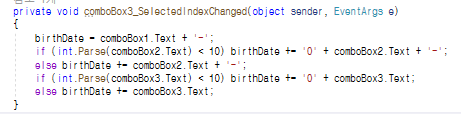 private void comboBox3_SelectedIndexChanged(object sender, EventArgs e)
{
birthDate = comboBox1.Text + '-';
if (int.Parse(comboBox2.Text) < 10) birthDate += '0' + comboBox2.Text + '-';
else birthDate += comboBox2.Text + '-';
if (int.Parse(comboBox3.Text) < 10) birthDate += '0' + comboBox3.Text;
else birthDate += comboBox3.Text;
}